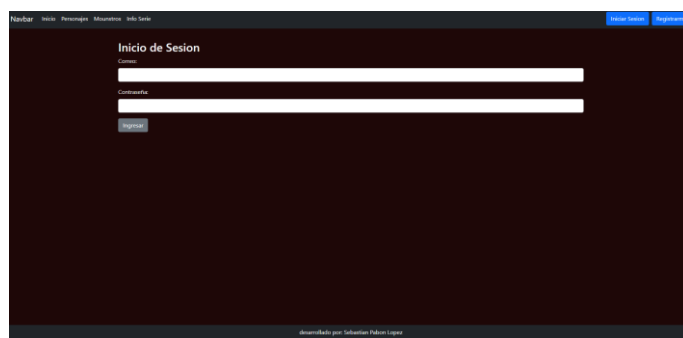 Navbar Inicio Personajes Mounstros Info Serie Iniciar Sesion Registrarm
Inicio de Sesion
Correo:
Contraseña:
Ingresar
desarrollado por: Sebastian Pabon Lopez